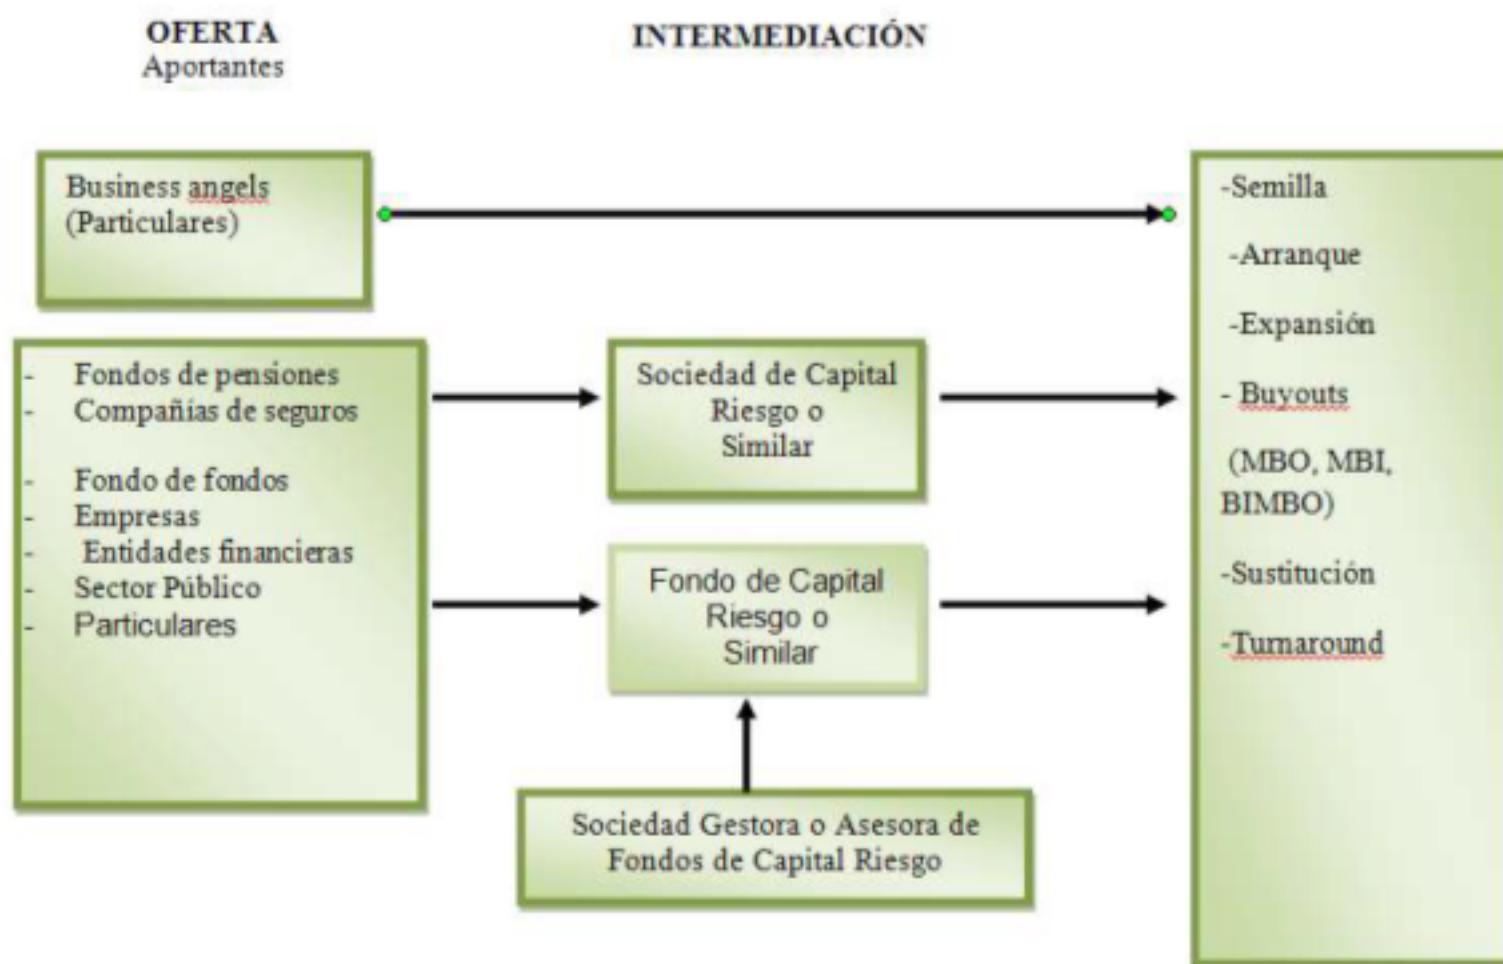 OFERTA
Aportantes
INTERMEDIACIÓN
Business angels
(Particulares)
- Fondos de pensiones
- Compañías de seguros
- Fondo de fondos
- Empresas
- Entidades financieras
- Sector Público
- Particulares
Sociedad de Capital
Riesgo o
Similar
Fondo de Capital
Riesgo o
Similar
Sociedad Gestora o Asesora de
Fondos de Capital Riesgo
-Semilla
-Arranque
-Expansión
- Buyouts
(MBO, MBI,
BIMBO)
-Sustitución
-Turnaround